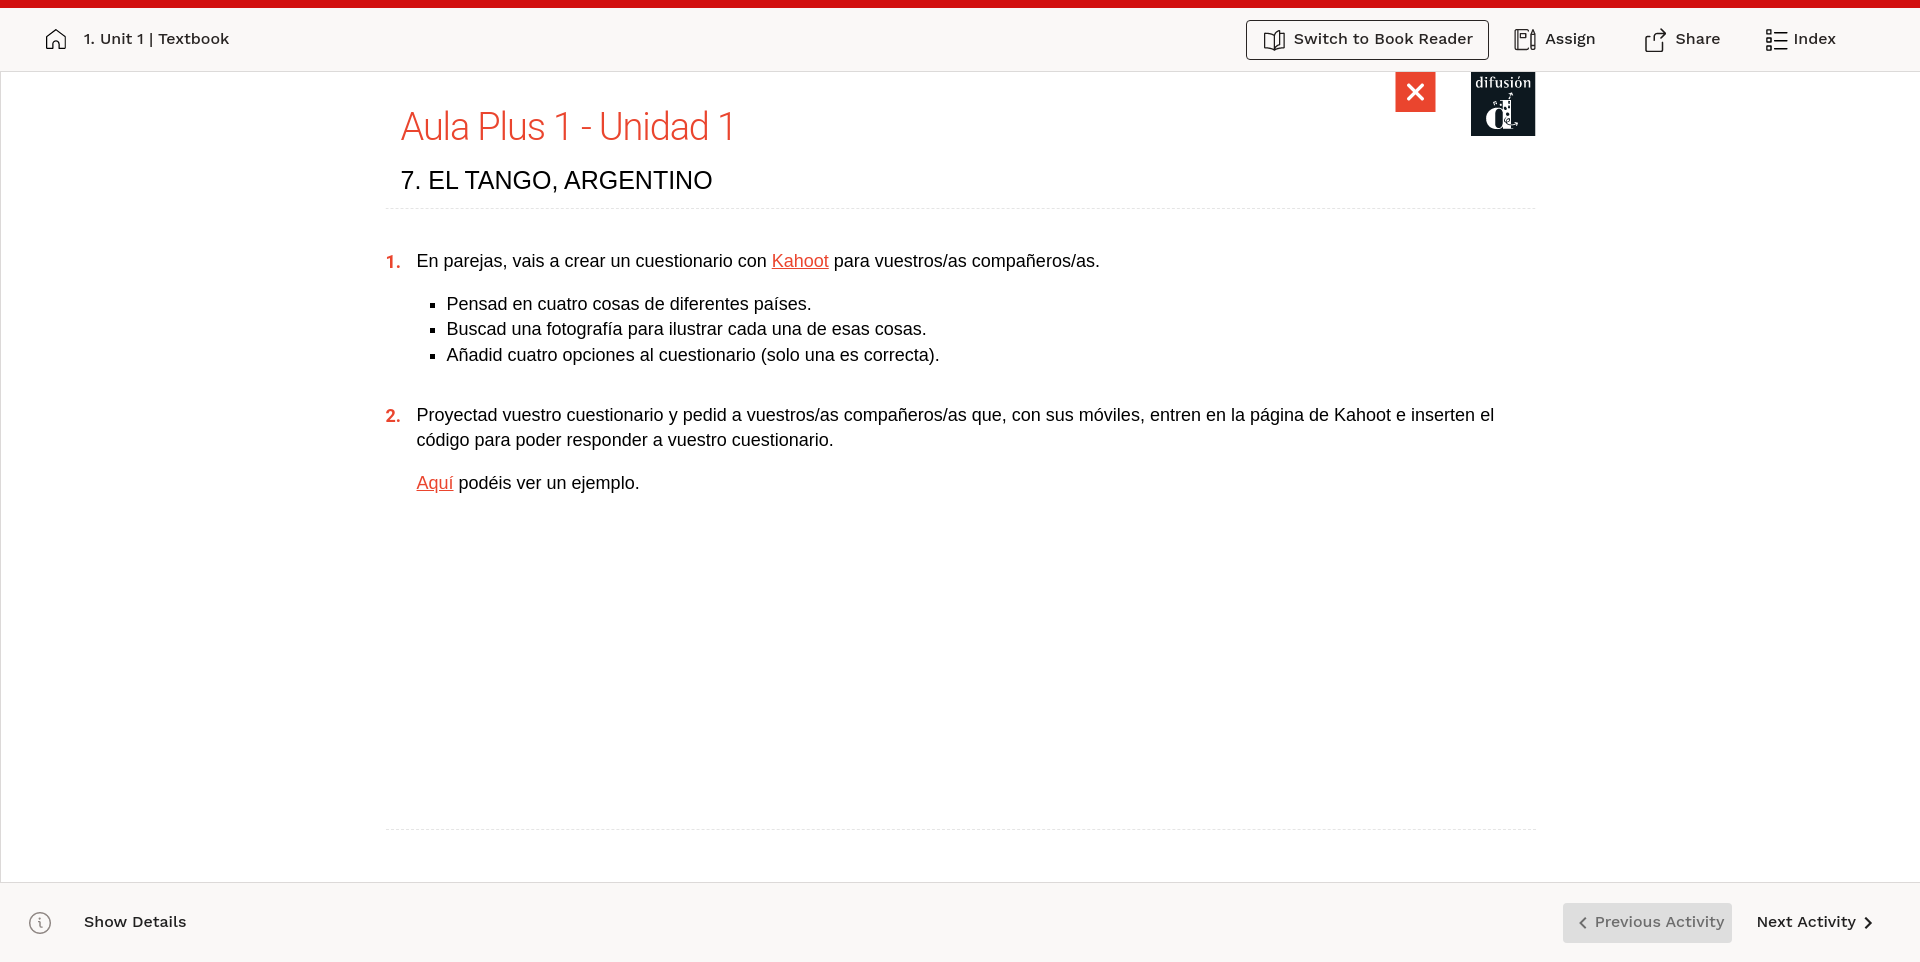 1. Unit 1 | Textbook
Switch to Book Reader
Assign
Share
Index
difusión
Aula Plus 1 - Unidad 1
7. EL TANGO, ARGENTINO
1. En parejas, vais a crear un cuestionario con Kahoot para vuestros/as compañeros/as.
▪ Pensad en cuatro cosas de diferentes países.
▪ Buscad una fotografía para ilustrar cada una de esas cosas.
▪ Añadid cuatro opciones al cuestionario (solo una es correcta).
2. Proyectad vuestro cuestionario y pedid a vuestros/as compañeros/as que, con sus móviles, entren en la página de Kahoot e inserten el
código para poder responder a vuestro cuestionario.
Aquí podéis ver un ejemplo.
Show Details
Previous Activity
Next Activity